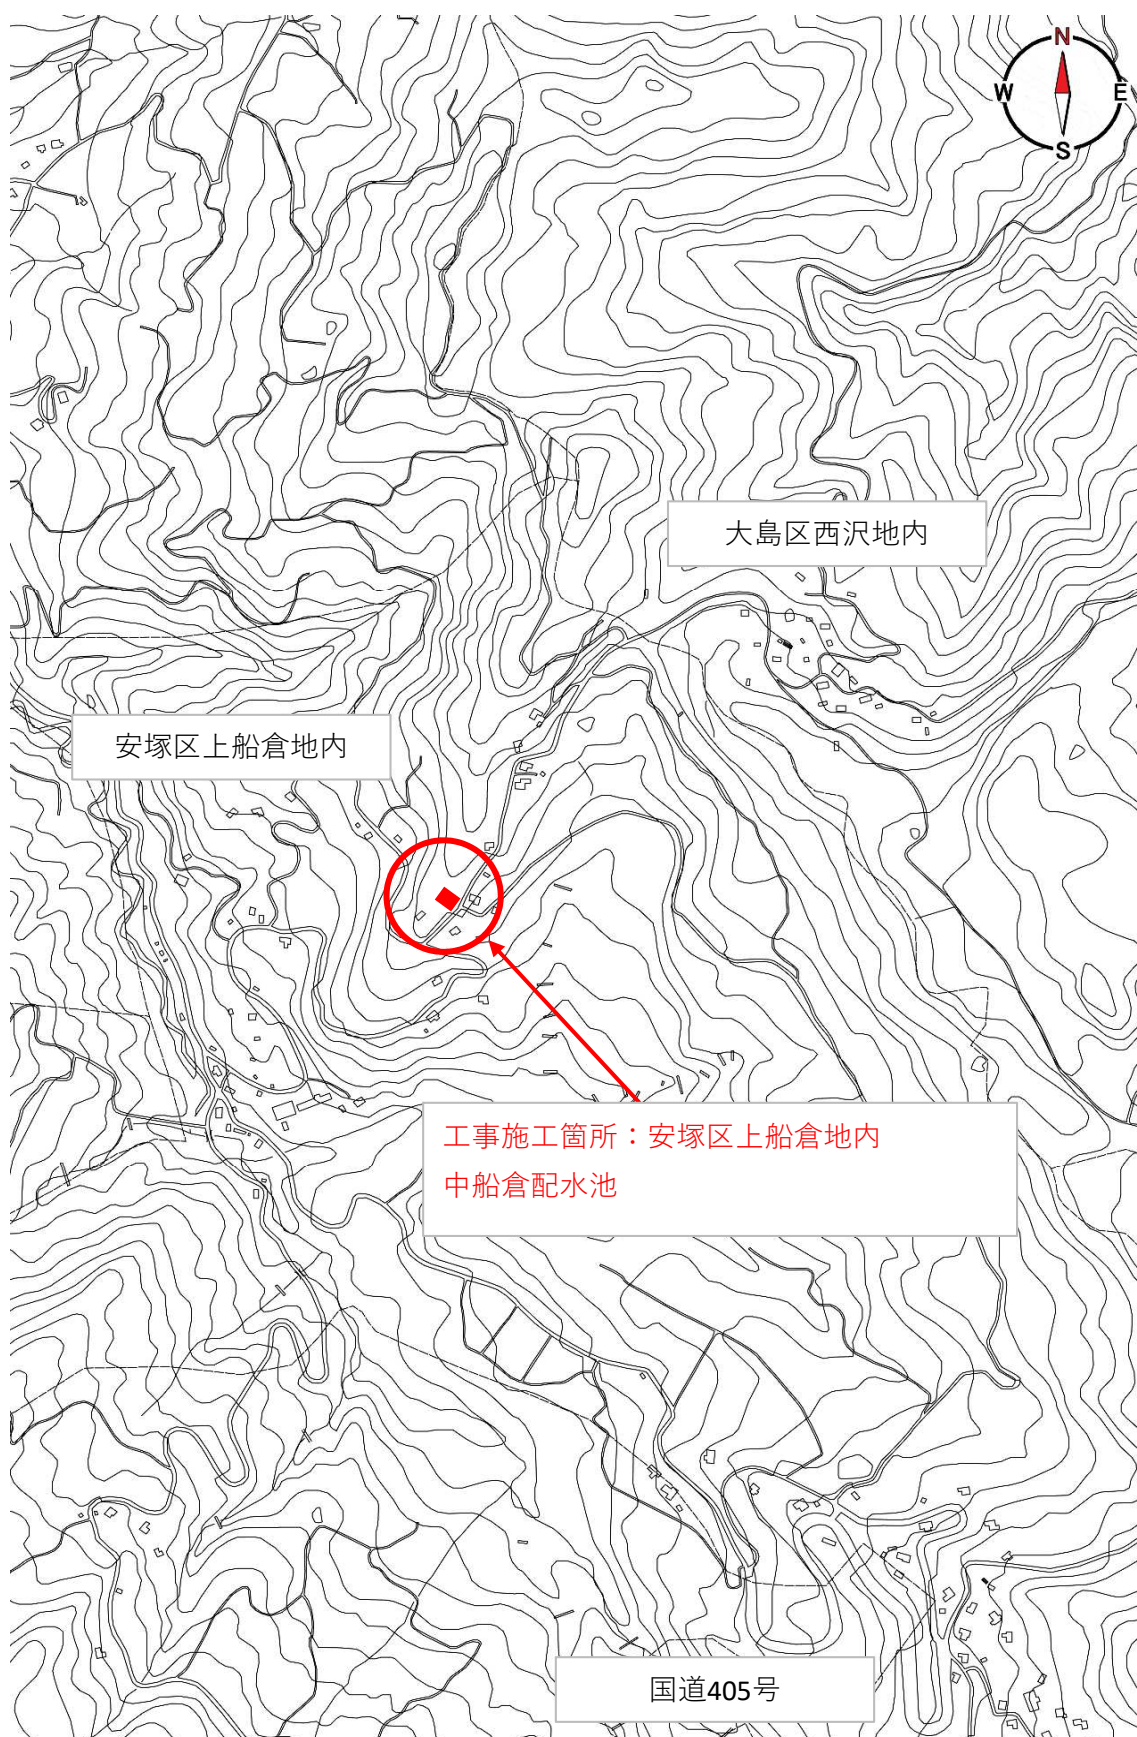 N
W
E
S
大島区西沢地内
安塚区上船倉地内
工事施工箇所：安塚区上船倉地内
中船倉配水池
国道405号